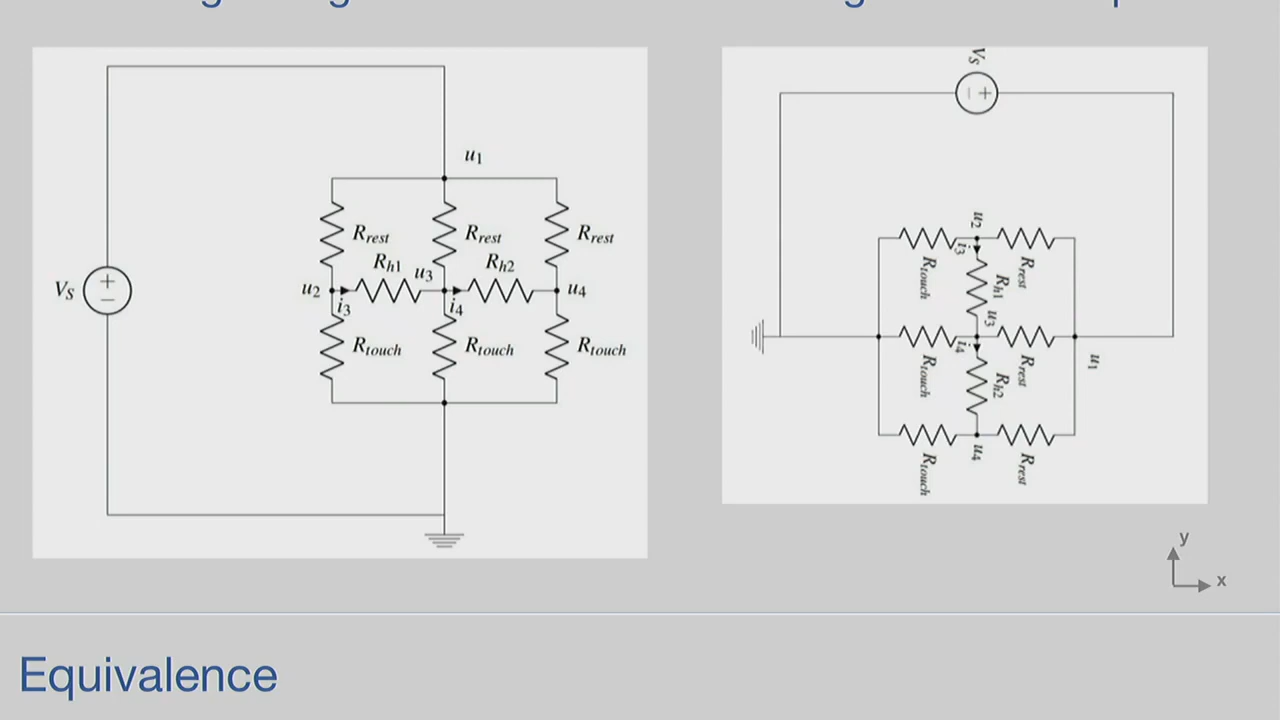 u1
Rrest Rrest Rrest
Rh1 u3 Rh2
VS + − u2 i3 i4 u4
Rtouch Rtouch Rtouch
VS
− +
u2
i3
Rtouch Rh1 Rrest
u3
i4
Rtouch Rh2 Rrest u1
u4
Rtouch Rrest
y
x
Equivalence